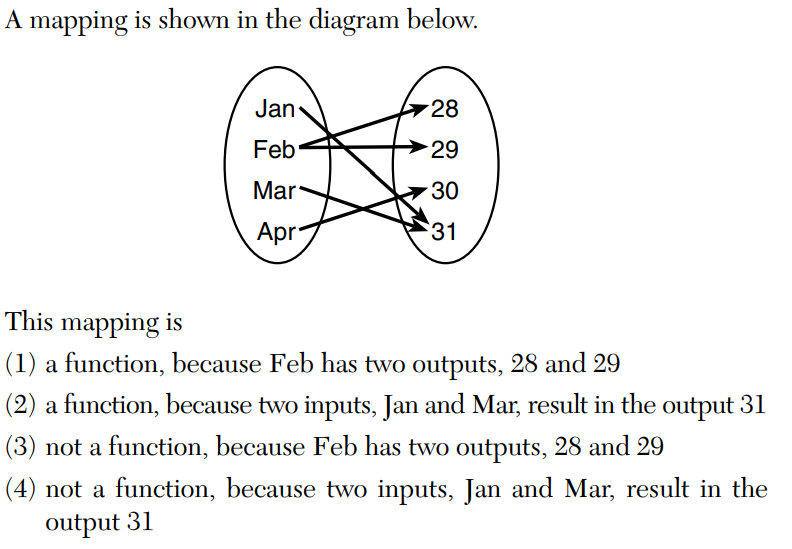 A mapping is shown in the diagram below.
Jan 28
Feb 29
Mar 30
Apr 31
This mapping is
(1) a function, because Feb has two outputs, 28 and 29
(2) a function, because two inputs, Jan and Mar, result in the output 31
(3) not a function, because Feb has two outputs, 28 and 29
(4) not a function, because two inputs, Jan and Mar, result in the
output 31